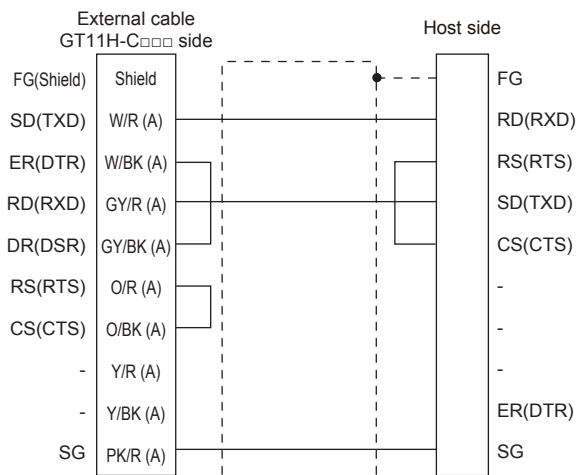 External cable
GT11H-C□□□ side
Host side
FG(Shield) Shield FG
SD(TXD) W/R (A) RD(RXD)
ER(DTR) W/BK (A) RS(RTS)
RD(RXD) GY/R (A) SD(TXD)
DR(DSR) GY/BK (A) CS(CTS)
RS(RTS) O/R (A) -
CS(CTS) O/BK (A) -
- Y/R (A) -
- Y/BK (A) ER(DTR)
SG PK/R (A) SG